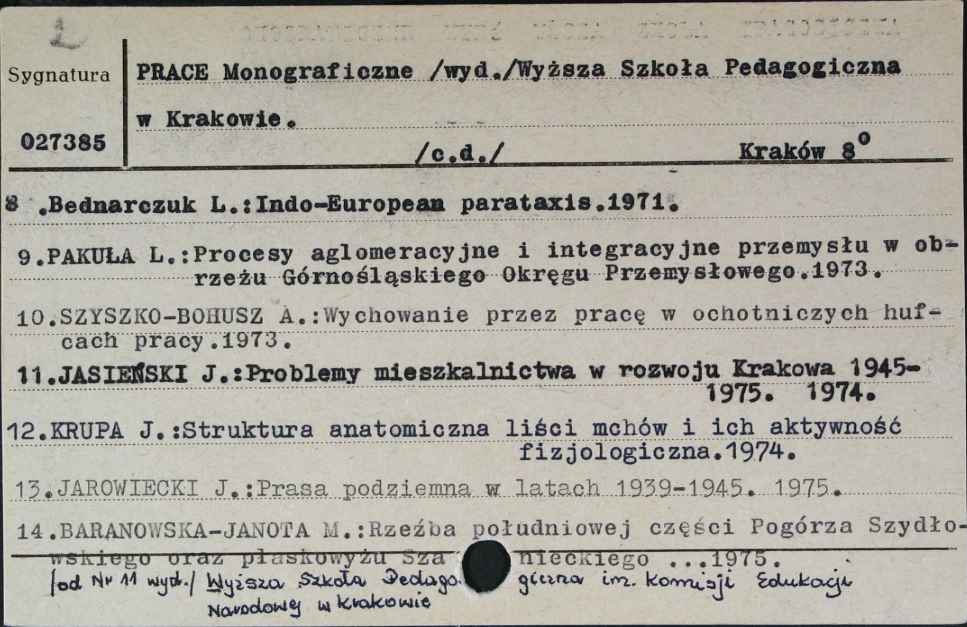 2
Sygnatura
027385
PRACE Monograficzne /wyd./Wyższa Szkoła Pedagogiczna
w Krakowie.
/c.d./ Kraków 8°
8 .Bednarczuk L.:Indo-European parataxis.1971.
9.PAKUŁA L.:Procesy aglomeracyjne i integracyjne przemysłu w ob-
rzeżu Górnośląskiego Okręgu Przemysłowego.1973.
10.SZYSZKO-BOHUSZ A.:Wychowanie przez pracę w ochotniczych huf-
cach pracy.1973.
11.JASIEŃSKI J.:Problemy mieszkalnictwa w rozwoju Krakowa 1945-
1975. 1974.
12.KRUPA J.:Struktura anatomiczna liści mchów i ich aktywność
fizjologiczna.1974.
13.JAROWIECKI J.:Prasa podziemna w latach 1939-1945. 1975.
14.BARANOWSKA-JANOTA M.:Rzeźba południowej części Pogórza Szydło-
wskiego oraz płaskowyżu Sza nieckiego ...1975.
/od Nr 11 wyd./ Wyższa Szkoła Pedago giczna im. Komisji Edukacji
Narodowej w Krakowie